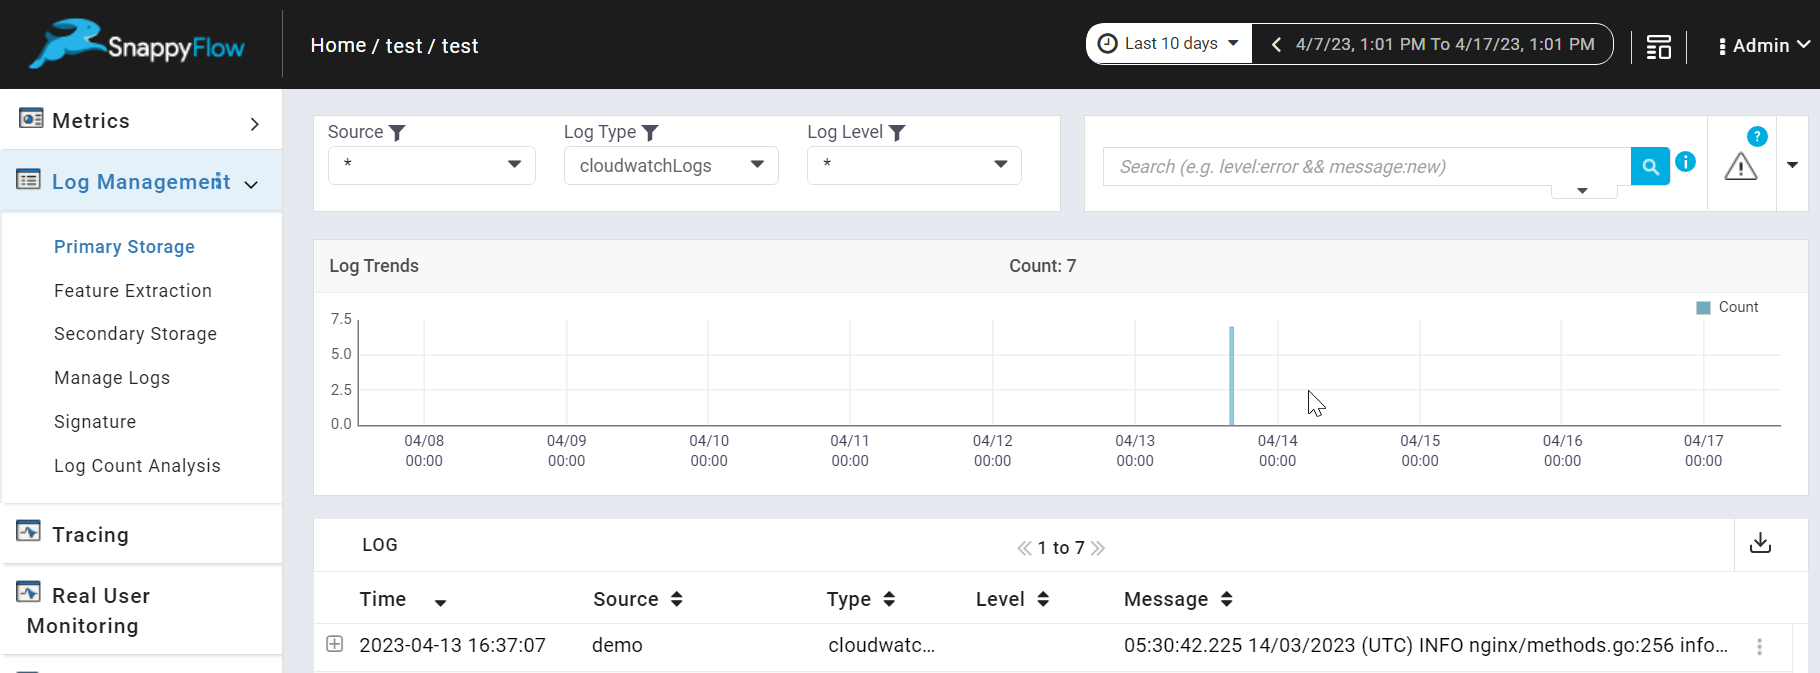 SnappyFlow
Home / test / test
Last 10 days
4/7/23, 1:01 PM To 4/17/23, 1:01 PM
Admin
Metrics
Log Management
Primary Storage
Feature Extraction
Secondary Storage
Manage Logs
Signature
Log Count Analysis
Tracing
Real User
Monitoring
Source
*
Log Type
cloudwatchLogs
Log Level
*
Search (e.g. level:error && message:new)
i
?
Log Trends
Count: 7
Count
7.5
5.0
2.5
0.0
04/08 04/09 04/10 04/11 04/12 04/13 04/14 04/15 04/16 04/17
00:00 00:00 00:00 00:00 00:00 00:00 00:00 00:00 00:00 00:00
LOG
1 to 7
Time Source Type Level Message
2023-04-13 16:37:07 demo cloudwatc... 05:30:42.225 14/03/2023 (UTC) INFO nginx/methods.go:256 info...